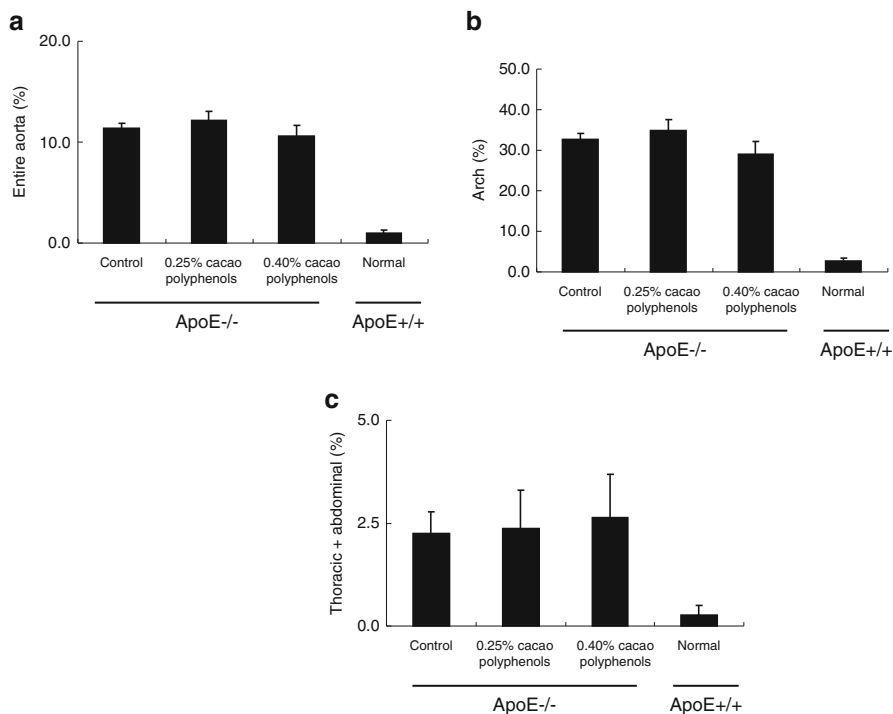 a
Entire aorta (%)
20.0
10.0
0.0
Control
0.25% cacao
polyphenols
0.40% cacao
polyphenols
Normal
ApoE-/-
ApoE+/+
b
Arch (%)
50.0
40.0
30.0
20.0
10.0
0.0
Control
0.25% cacao
polyphenols
0.40% cacao
polyphenols
Normal
ApoE-/-
ApoE+/+
c
Thoracic + abdominal (%)
5.0
2.5
0.0
Control
0.25% cacao
polyphenols
0.40% cacao
polyphenols
Normal
ApoE-/-
ApoE+/+